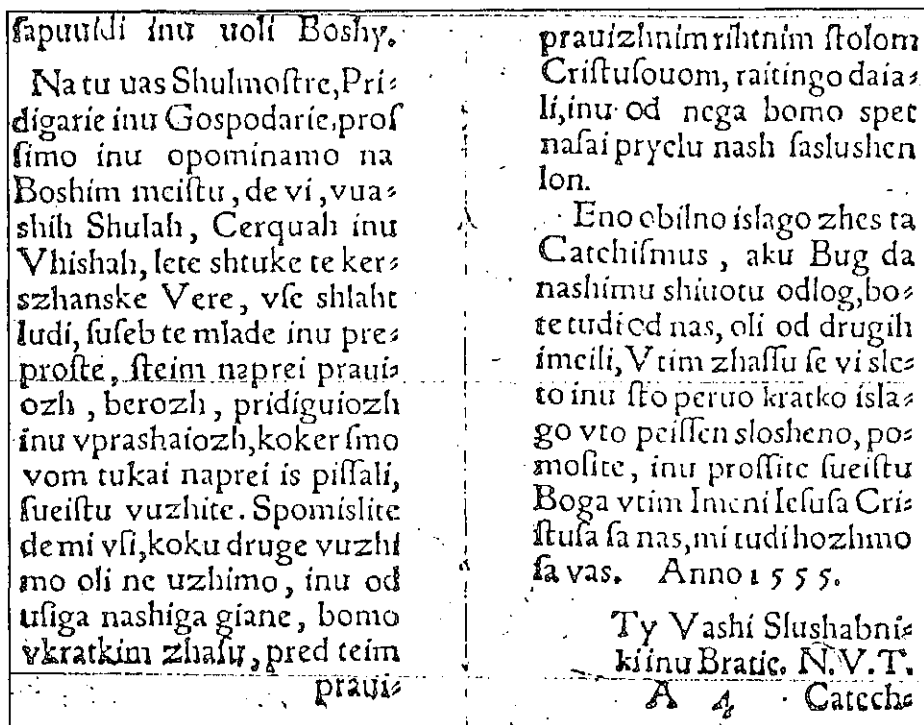 ſapuuidi inu uoli Boshy.
Na tu uas Shulmoſtre, Pri⸗
digarie inu Gospodarie, proſ
ſimo inu opominamo na
Boshim meiſtu, de vi, vua⸗
shih Shulah, Cerquah inu
Vhishah, lete shtuke te ker⸗
szhanske Vere, vſe shlaht
ludi, ſuſeb te mlade inu pre⸗
proſte, ſteim naprei praui⸗
ozh, berozh, pridiguiozh
inu vprashaiozh, koker ſmo
vom tukai naprei is piſſali,
ſueiſtu vuzhite. Spomislite
de mi vſi, koku druge vuzhi
mo oli ne uzhimo, inu od
uſiga nashiga giane, bomo
vkratkim zhaſu, pred teim
praui⸗
prauizhnim rihtnim ſtolom
Criſtuſouom, raitingo daia⸗
li, inu od nega bomo spet
naſai pryelu nash ſaslushen
lon.
Eno obilno islago zhes ta
Catehiſmus, aku Bug da
nashimu shiuotu odlog, bo⸗
te tudi od nas, oli od drugih
imeili, V tim zhaſſu ſe vi sle⸗
to inu ſto peruo kratko isla⸗
go vto peiſſen slosheno, po⸗
moſite, inu proſſite ſueiſtu
Boga vtim Imeni Ieſuſa Cri⸗
ſtuſa ſa nas, mi tudi hozhmo
ſa vas. Anno 1555.
Ty Vashi Slushabni⸗
ki inu Bratie. N.V.T.
A 4 Catech⸗